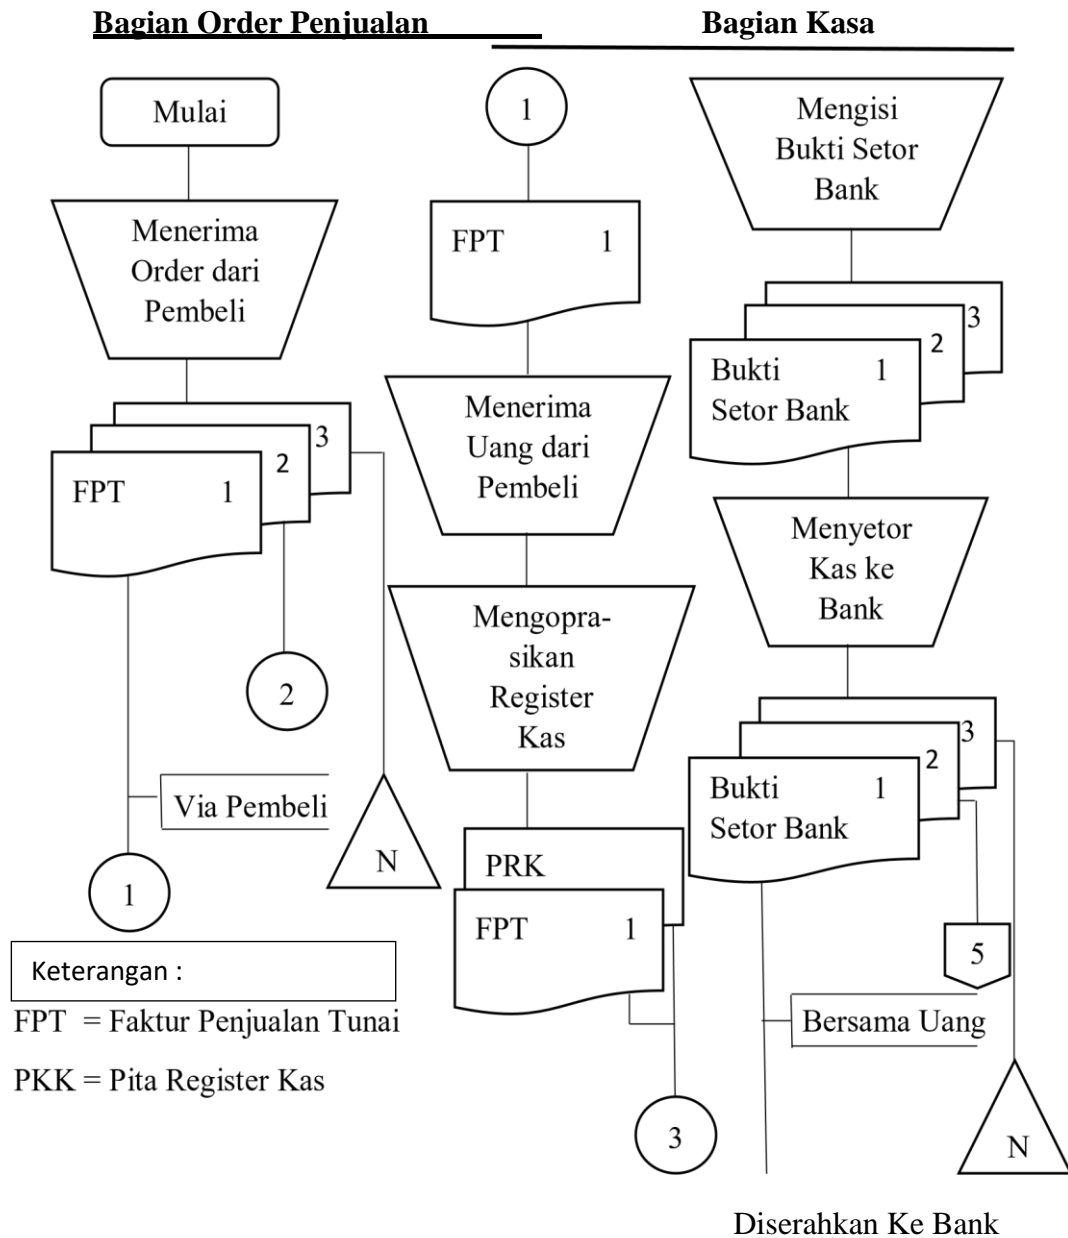 Bagian Order Penjualan
Bagian Kasa
Mulai
Menerima
Order dari
Pembeli
3
2
FPT 1
2
Via Pembeli
N
1
Keterangan :
FPT = Faktur Penjualan Tunai
PKK = Pita Register Kas
1
FPT 1
Menerima
Uang dari
Pembeli
Mengopra-
sikan
Register
Kas
PRK
FPT 1
3
Mengisi
Bukti Setor
Bank
3
2
Bukti 1
Setor Bank
Menyetor
Kas ke
Bank
3
2
Bukti 1
Setor Bank
5
Bersama Uang
N
Diserahkan Ke Bank